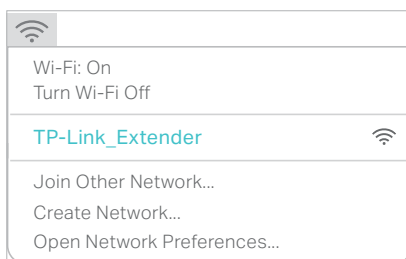 Wi-Fi: On
Turn Wi-Fi Off
TP-Link_Extender
Join Other Network...
Create Network...
Open Network Preferences...